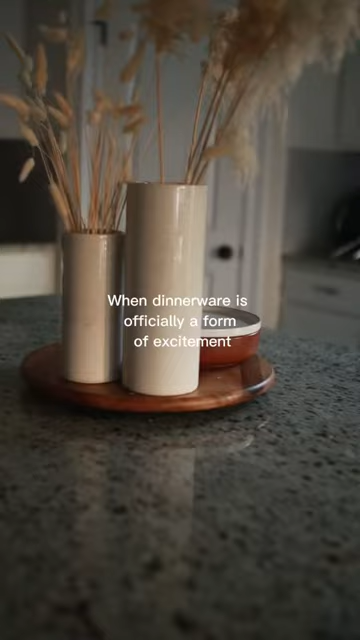 When dinnerware is
officially a form
of excitement